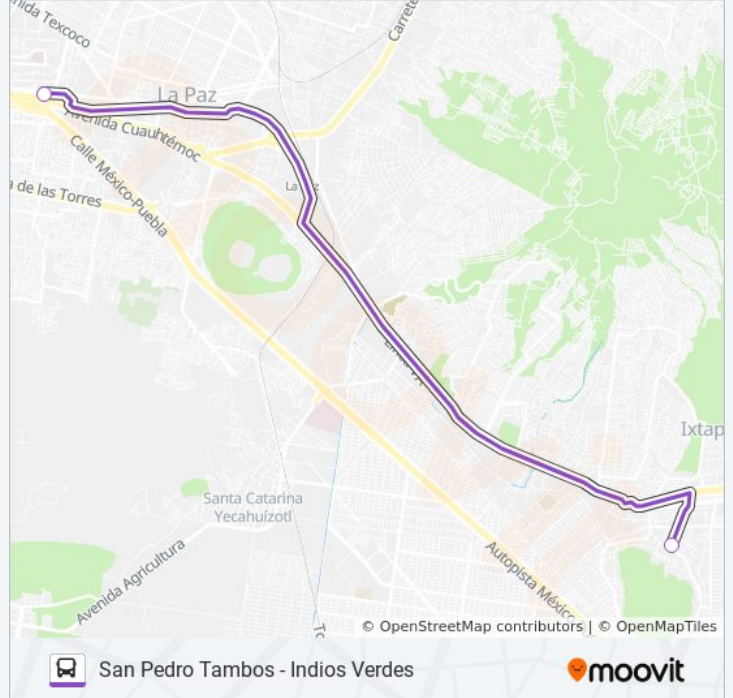 nida Texcoco
Carrete
La Paz
Avenida Cuauhtémoc
Calle México-Puebla
a de las Torres
Ixtap
Santa Catarina
Yecahuízotl
Avenida Agricultura
Autopista México
© OpenStreetMap contributors | © OpenMapTiles
San Pedro Tambos - Indios Verdes
moovit